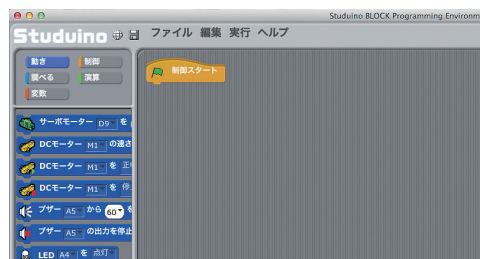 Studuino BLOCK Programming Environm
Studuino ファイル 編集 実行 ヘルプ
動き 制御
調べる 演算
変数
制御スタート
サーボモーター D9 を
DCモーター M1 の速さ
DCモーター M1 を 正
DCモーター M1 を 停
ブザー A5 から 60 を
ブザー A5 の出力を停止
LED A4 を 点灯